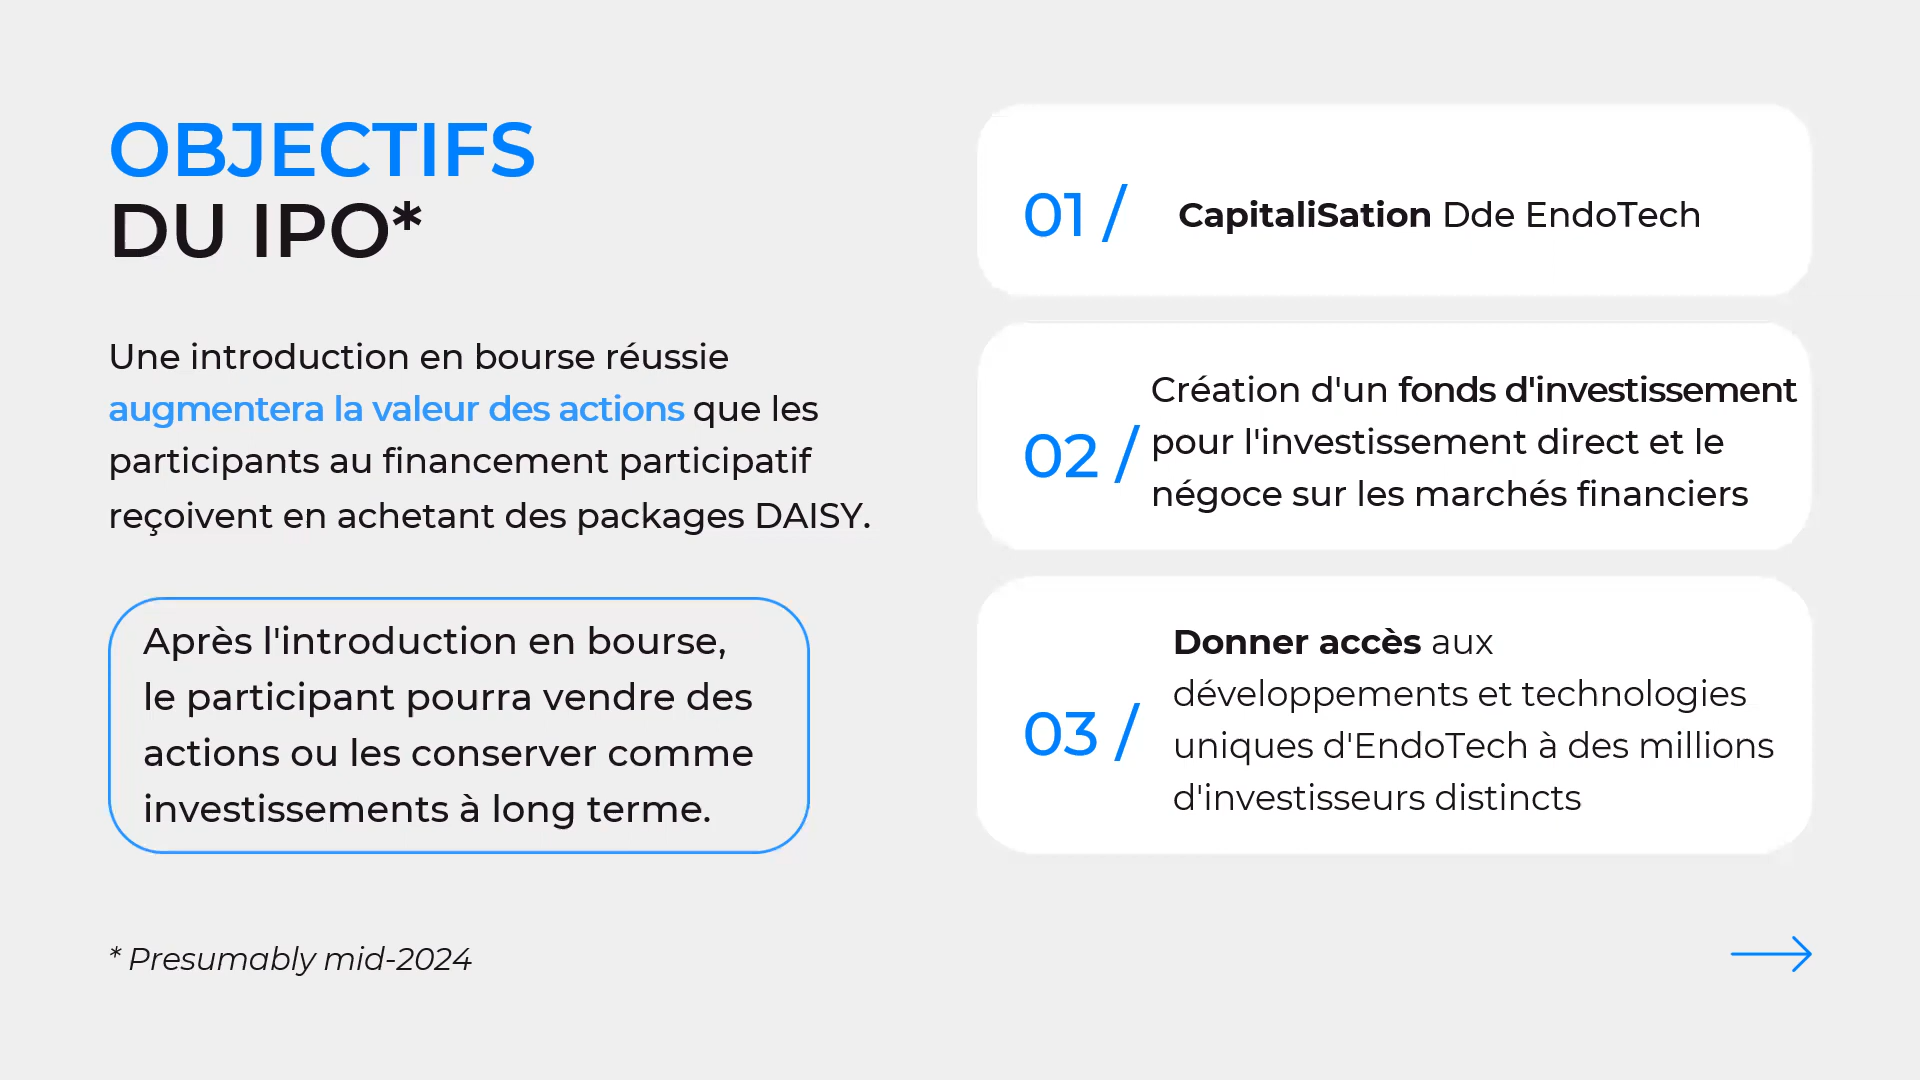 OBJECTIFS
DU IPO*
Une introduction en bourse réussie
augmentera la valeur des actions que les
participants au financement participatif
reçoivent en achetant des packages DAISY.
Après l'introduction en bourse,
le participant pourra vendre des
actions ou les conserver comme
investissements à long terme.
* Presumably mid-2024
01 / CapitaliSation Dde EndoTech
Création d'un fonds d'investissement
02 / pour l'investissement direct et le
négoce sur les marchés financiers
Donner accès aux
développements et technologies
03 / uniques d'EndoTech à des millions
d'investisseurs distincts